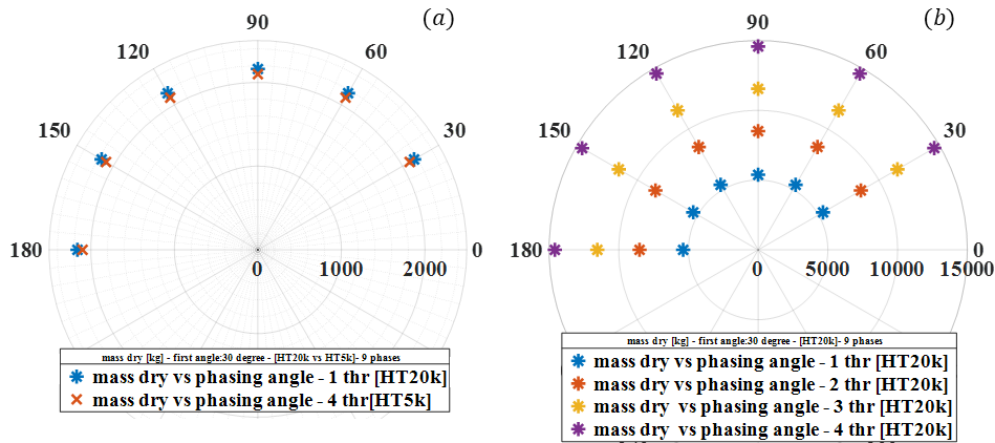 (a)
90
120
60
150
30
180
0
0
1000
2000
mass dry [kg] - first angle:30 degree - [HT20k vs HT5k]- 9 phases
mass dry vs phasing angle - 1 thr [HT20k]
mass dry vs phasing angle - 4 thr[HT5k]
(b)
90
120
60
150
30
180
0
0
5000
10000
15000
mass dry [kg] - first angle:30 degree - [HT20k]- 9 phases
mass dry vs phasing angle - 1 thr [HT20k]
mass dry vs phasing angle - 2 thr [HT20k]
mass dry  vs phasing angle - 3 thr [HT20k]
mass dry vs phasing angle - 4 thr [HT20k]